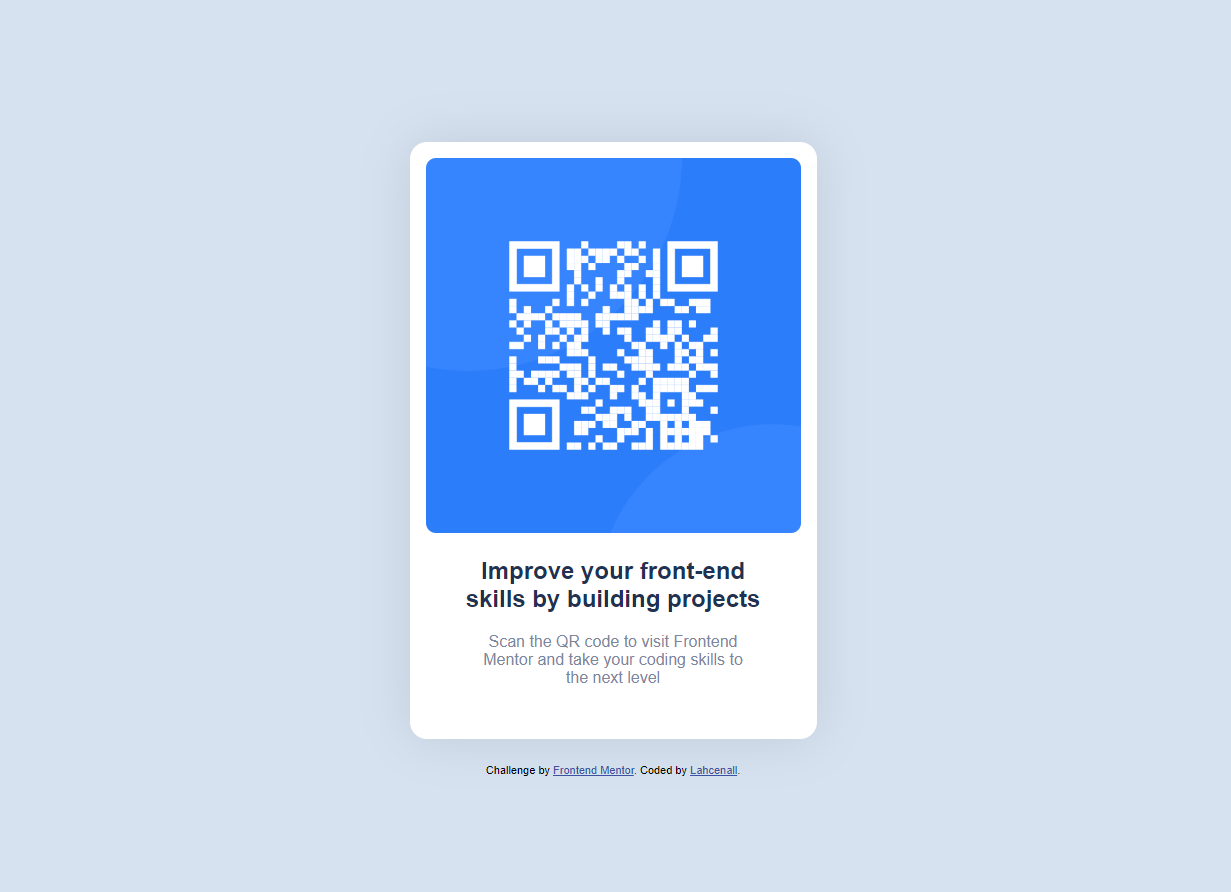 Improve your front-end
skills by building projects
Scan the QR code to visit Frontend
Mentor and take your coding skills to
the next level
Challenge by Frontend Mentor. Coded by Lahcenall.